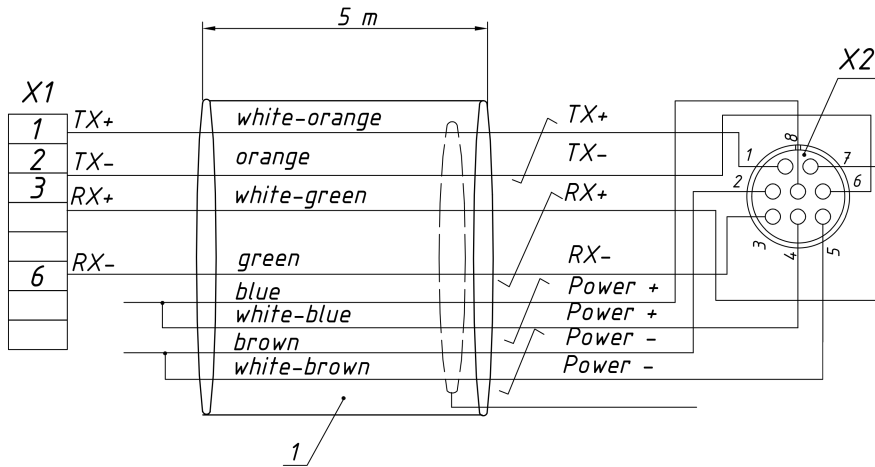 5 m
X1
X2
1 TX+ white-orange TX+
2 TX- orange TX-
3 RX+ white-green RX+
6 RX- green RX-
blue Power +
white-blue Power +
brown Power -
white-brown Power -
1
8
1 7
2 6
3 4 5